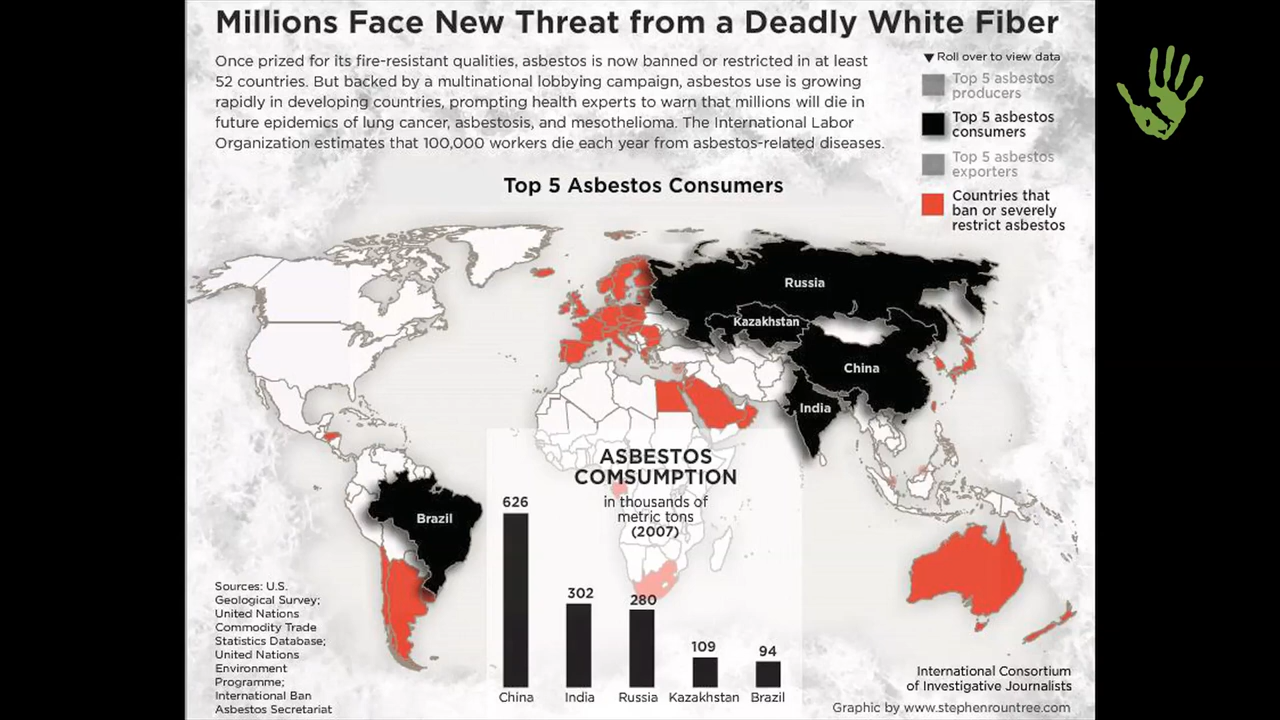 Millions Face New Threat from a Deadly White Fiber
Once prized for its fire-resistant qualities, asbestos is now banned or restricted in at least
52 countries. But backed by a multinational lobbying campaign, asbestos use is growing
rapidly in developing countries, prompting health experts to warn that millions will die in
future epidemics of lung cancer, asbestosis, and mesothelioma. The International Labor
Organization estimates that 100,000 workers die each year from asbestos-related diseases.
▼ Roll over to view data
Top 5 asbestos
producers
Top 5 asbestos
consumers
Top 5 asbestos
exporters
Countries that
ban or severely
restrict asbestos
Top 5 Asbestos Consumers
Russia
Kazakhstan
China
India
Brazil
ASBESTOS
COMSUMPTION
in thousands of
metric tons
(2007)
626
302
280
109
94
China
India
Russia
Kazakhstan
Brazil
Sources: U.S.
Geological Survey;
United Nations
Commodity Trade
Statistics Database;
United Nations
Environment
Programme;
International Ban
Asbestos Secretariat
International Consortium
of Investigative Journalists
Graphic by www.stephenrountree.com